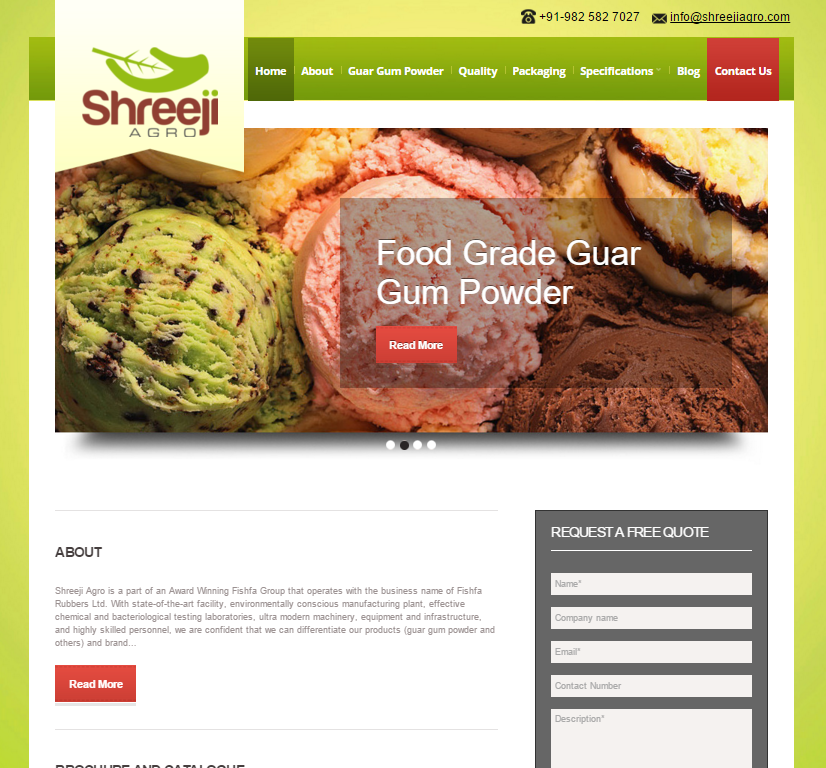 +91-982 582 7027 info@shreejiagro.com
Shreeji
AGRO
Home About Guar Gum Powder Quality Packaging Specifications Blog Contact Us
Food Grade Guar
Gum Powder
Read More
ABOUT
Shreeji Agro is a part of an Award Winning Fishfa Group that operates with the business name of Fishfa
Rubbers Ltd. With state-of-the-art facility, environmentally conscious manufacturing plant, effective
chemical and bacteriological testing laboratories, ultra modern machinery, equipment and infrastructure,
and highly skilled personnel, we are confident that we can differentiate our products (guar gum powder and
others) and brand...
Read More
BROCHURE AND CATALOGUE
REQUEST A FREE QUOTE
Name*
Company name
Email*
Contact Number
Description*